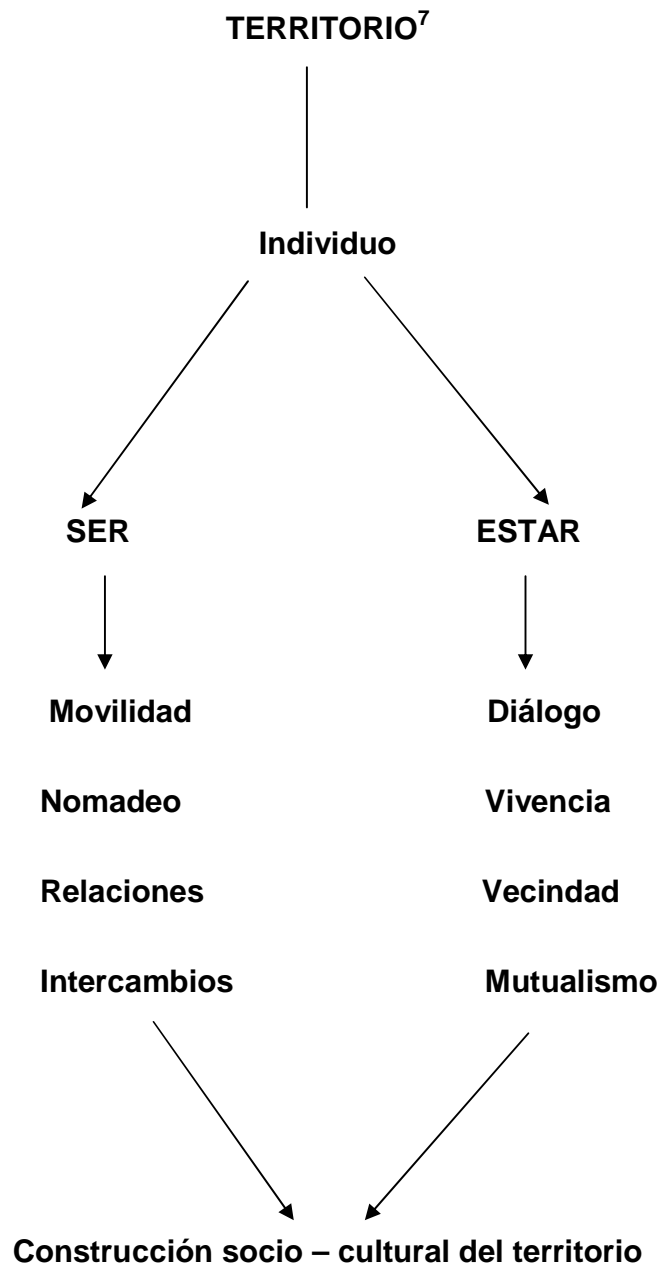 TERRITORIO⁷
Individuo
SER ESTAR
Movilidad Diálogo
Nomadeo Vivencia
Relaciones Vecindad
Intercambios Mutualismo
Construcción socio – cultural del territorio